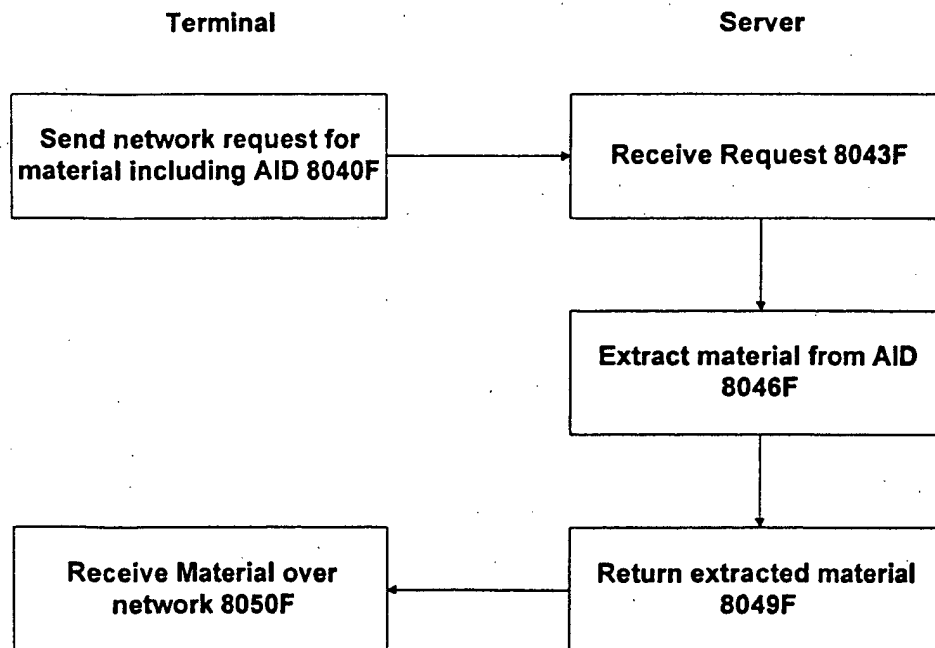 Terminal
Server
Send network request for
material including AID 8040F
Receive Request 8043F
Extract material from AID
8046F
Return extracted material
8049F
Receive Material over
network 8050F